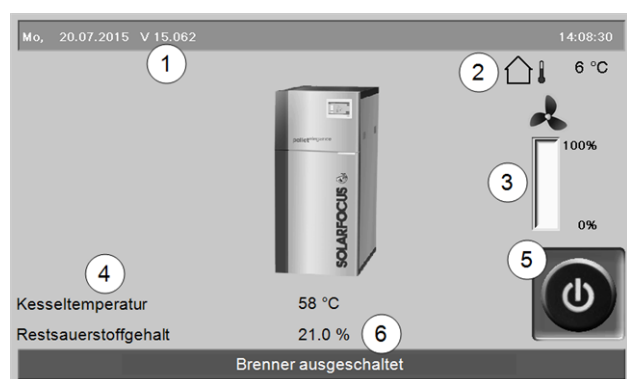 Mo, 20.07.2015 V 15.062 14:08:30
1
2
6 °C
100%
3
0%
SOLARFOCUS
4
5
Kesseltemperatur 58 °C
Restsauerstoffgehalt 21.0 % 6
Brenner ausgeschaltet